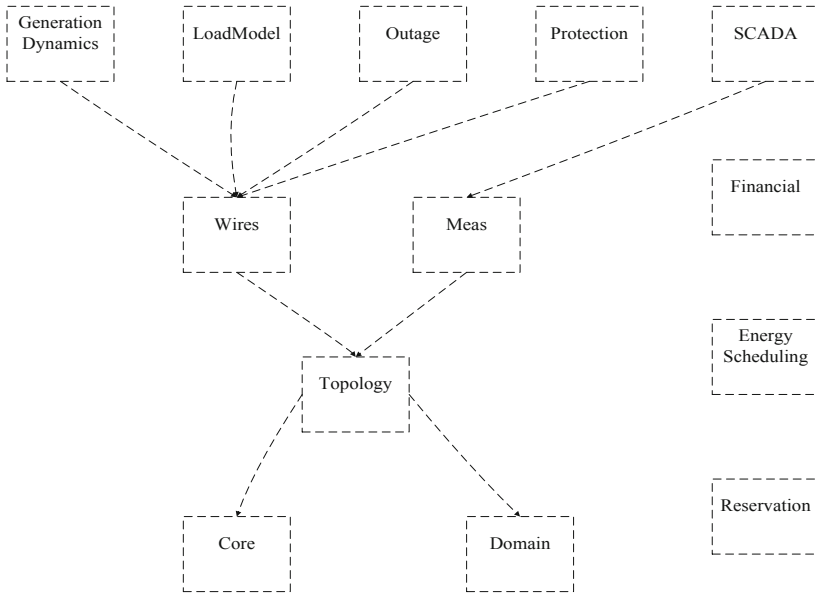 Generation
Dynamics
LoadModel
Outage
Protection
SCADA
Financial
Wires
Meas
Energy
Scheduling
Topology
Reservation
Core
Domain